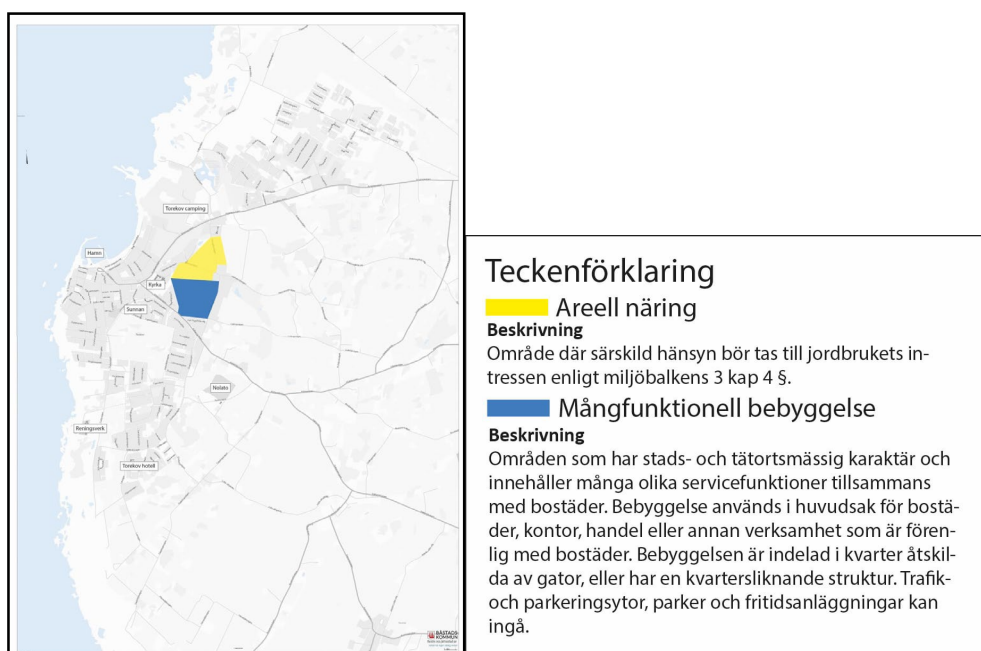 Torekov camping
Hamn
Kyrka
Sunnan
Nolato
Reningsverk
Torekov hotell
BÅSTADS
KOMMUN
Teckenförklaring
Areell näring
Beskrivning
Område där särskild hänsyn bör tas till jordbrukets in-
tressen enligt miljöbalkens 3 kap 4 §.
Mångfunktionell bebyggelse
Beskrivning
Områden som har stads- och tätortsmässig karaktär och
innehåller många olika servicefunktioner tillsammans
med bostäder. Bebyggelse används i huvudsak för bostä-
der, kontor, handel eller annan verksamhet som är fören-
lig med bostäder. Bebyggelsen är indelad i kvarter åtskil-
da av gator, eller har en kvartersliknande struktur. Trafik-
och parkeringsytor, parker och fritidsanläggningar kan
ingå.